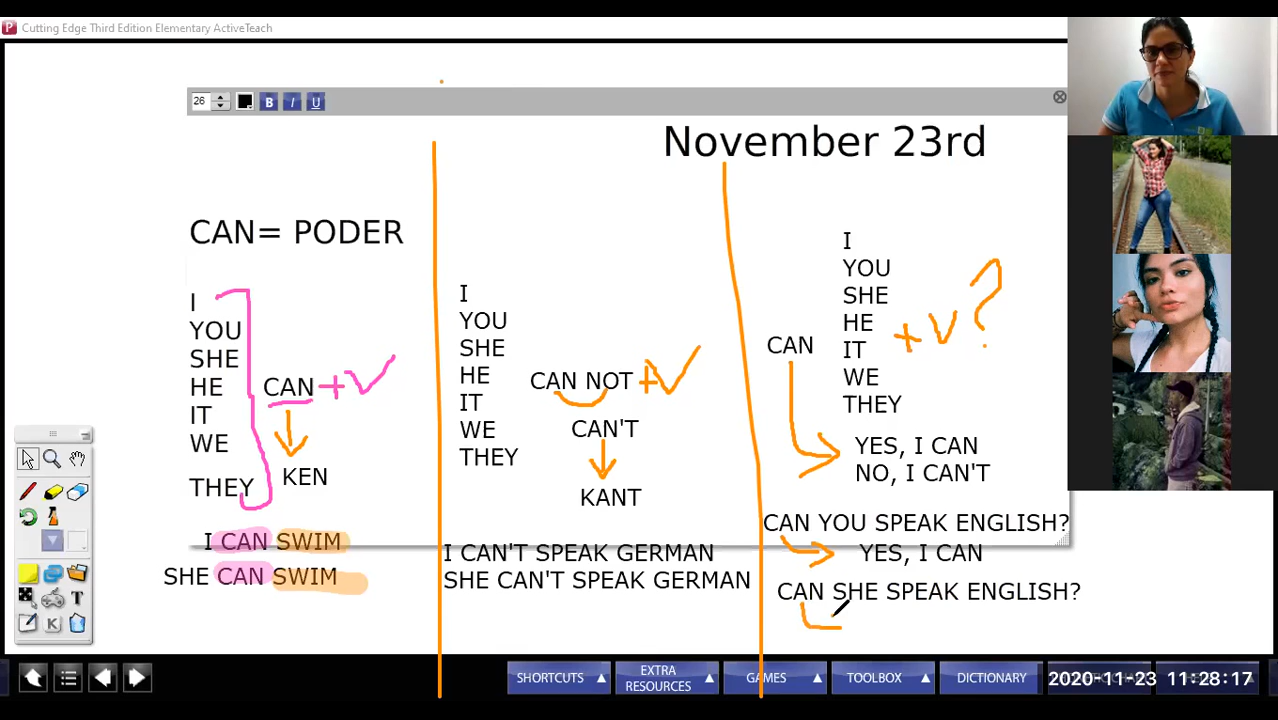 Cutting Edge Third Edition Elementary ActiveTeach
26 B I U
November 23rd
CAN= PODER
I
YOU
SHE
HE
IT
WE
THEY
CAN +V
KEN
I CAN SWIM
SHE CAN SWIM
I
YOU
SHE
HE
IT
WE
THEY
CAN NOT +V
CAN'T
KANT
I CAN'T SPEAK GERMAN
SHE CAN'T SPEAK GERMAN
CAN
I
YOU
SHE
HE
IT
WE
THEY
+V?
YES, I CAN
NO, I CAN'T
CAN YOU SPEAK ENGLISH?
YES, I CAN
CAN SHE SPEAK ENGLISH?
SHORTCUTS
EXTRA
RESOURCES
GAMES
TOOLBOX
DICTIONARY
2020-11-23 11:28:17